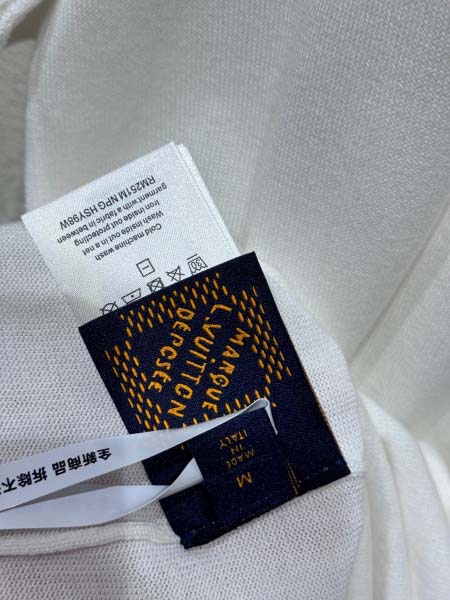 Cold machine wash
Wash inside out in a net
Iron inside out protecting
garment with a fabric in between
RM251M NPG HSY98W
30
MARQUE
L.VUITTON
DÉPOSÉE
MADE IN
ITALY
M
全新商品 拆除不